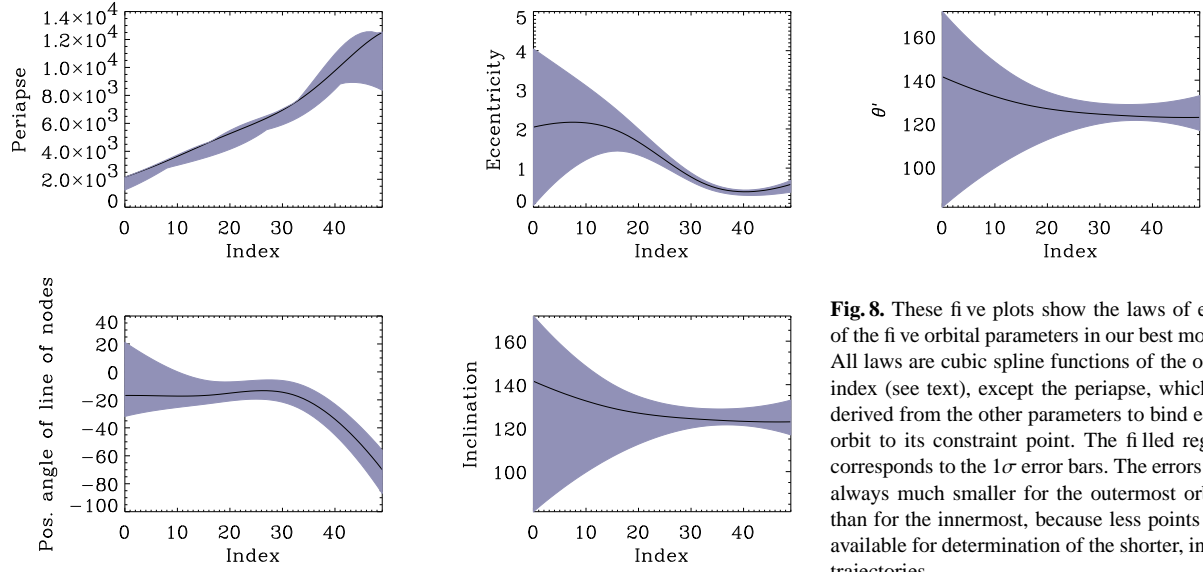 1.4×10⁴
1.2×10⁴
1.0×10⁴
8.0×10³
6.0×10³
4.0×10³
2.0×10³
0
Periapse
0 10 20 30 40
Index
5
4
3
2
1
0
Eccentricity
0 10 20 30 40
Index
160
140
120
100
θ'
0 10 20 30 40
Index
40
20
0
−20
−40
−60
−80
−100
Pos. angle of line of nodes
0 10 20 30 40
Index
160
140
120
100
Inclination
0 10 20 30 40
Index
Fig. 8. These five plots show the laws of e
of the five orbital parameters in our best mo
All laws are cubic spline functions of the o
index (see text), except the periapse, which
derived from the other parameters to bind e
orbit to its constraint point. The filled reg
corresponds to the 1σ error bars. The errors
always much smaller for the outermost or
than for the innermost, because less points
available for determination of the shorter, in
trajectories